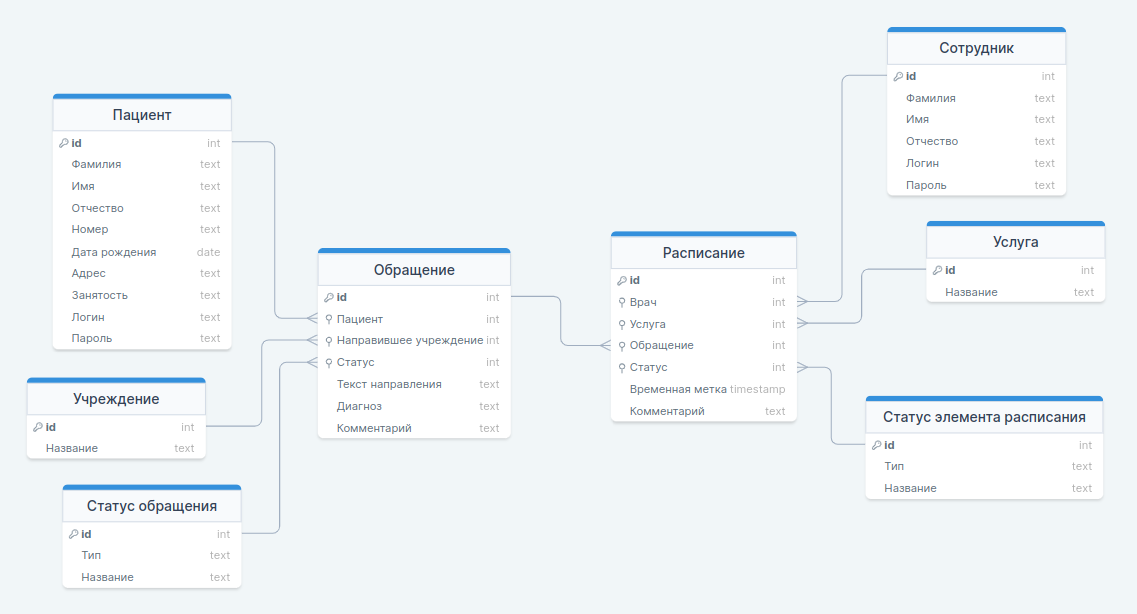 Пациент
id int
Фамилия text
Имя text
Отчество text
Номер text
Дата рождения date
Адрес text
Занятость text
Логин text
Пароль text
Учреждение
id int
Название text
Статус обращения
id int
Тип text
Название text
Обращение
id int
Пациент int
Направившее учреждение int
Статус int
Текст направления text
Диагноз text
Комментарий text
Расписание
id int
Врач int
Услуга int
Обращение int
Статус int
Временная метка timestamp
Комментарий text
Сотрудник
id int
Фамилия text
Имя text
Отчество text
Логин text
Пароль text
Услуга
id int
Название text
Статус элемента расписания
id int
Тип text
Название text